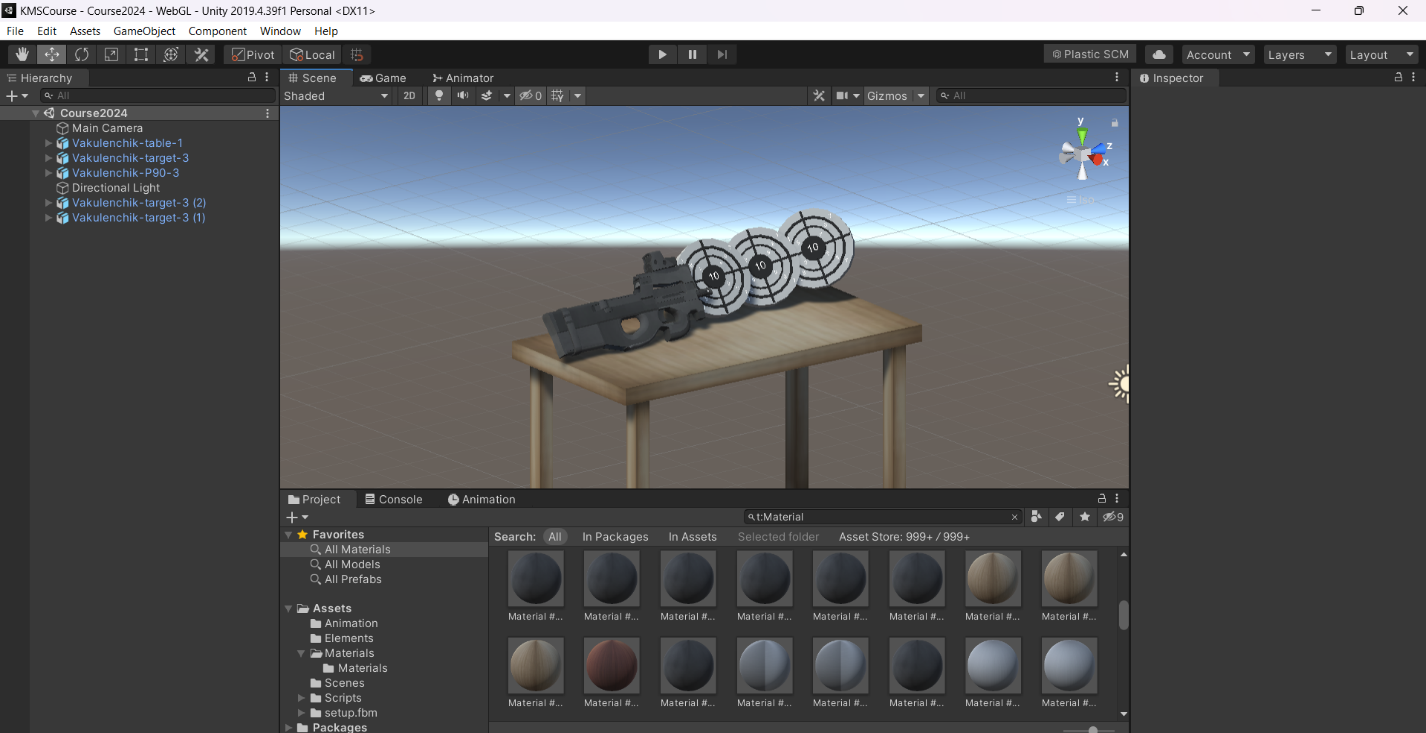 KMSCourse - Course2024 - WebGL - Unity 2019.4.39f1 Personal <DX11>
File Edit Assets GameObject Component Window Help
Pivot Local Plastic SCM Account Layers Layout
Hierarchy Scene Game Animator Inspector
All Shaded 2D 0 Gizmos All
Course2024
Main Camera
Vakulenchik-table-1
Vakulenchik-target-3
Vakulenchik-P90-3
Directional Light
Vakulenchik-target-3 (2)
Vakulenchik-target-3 (1)
y
z
x
Iso
10 10 10
Project Console Animation
t:Material 9
Favorites
All Materials
All Models
All Prefabs
Assets
Animation
Elements
Materials
Materials
Scenes
Scripts
setup.fbm
Packages
Search: All In Packages In Assets Selected folder Asset Store: 999+ / 999+
Material #... Material #... Material #... Material #... Material #... Material #... Material #... Material #...
Material #... Material #... Material #... Material #... Material #... Material #... Material #... Material #...